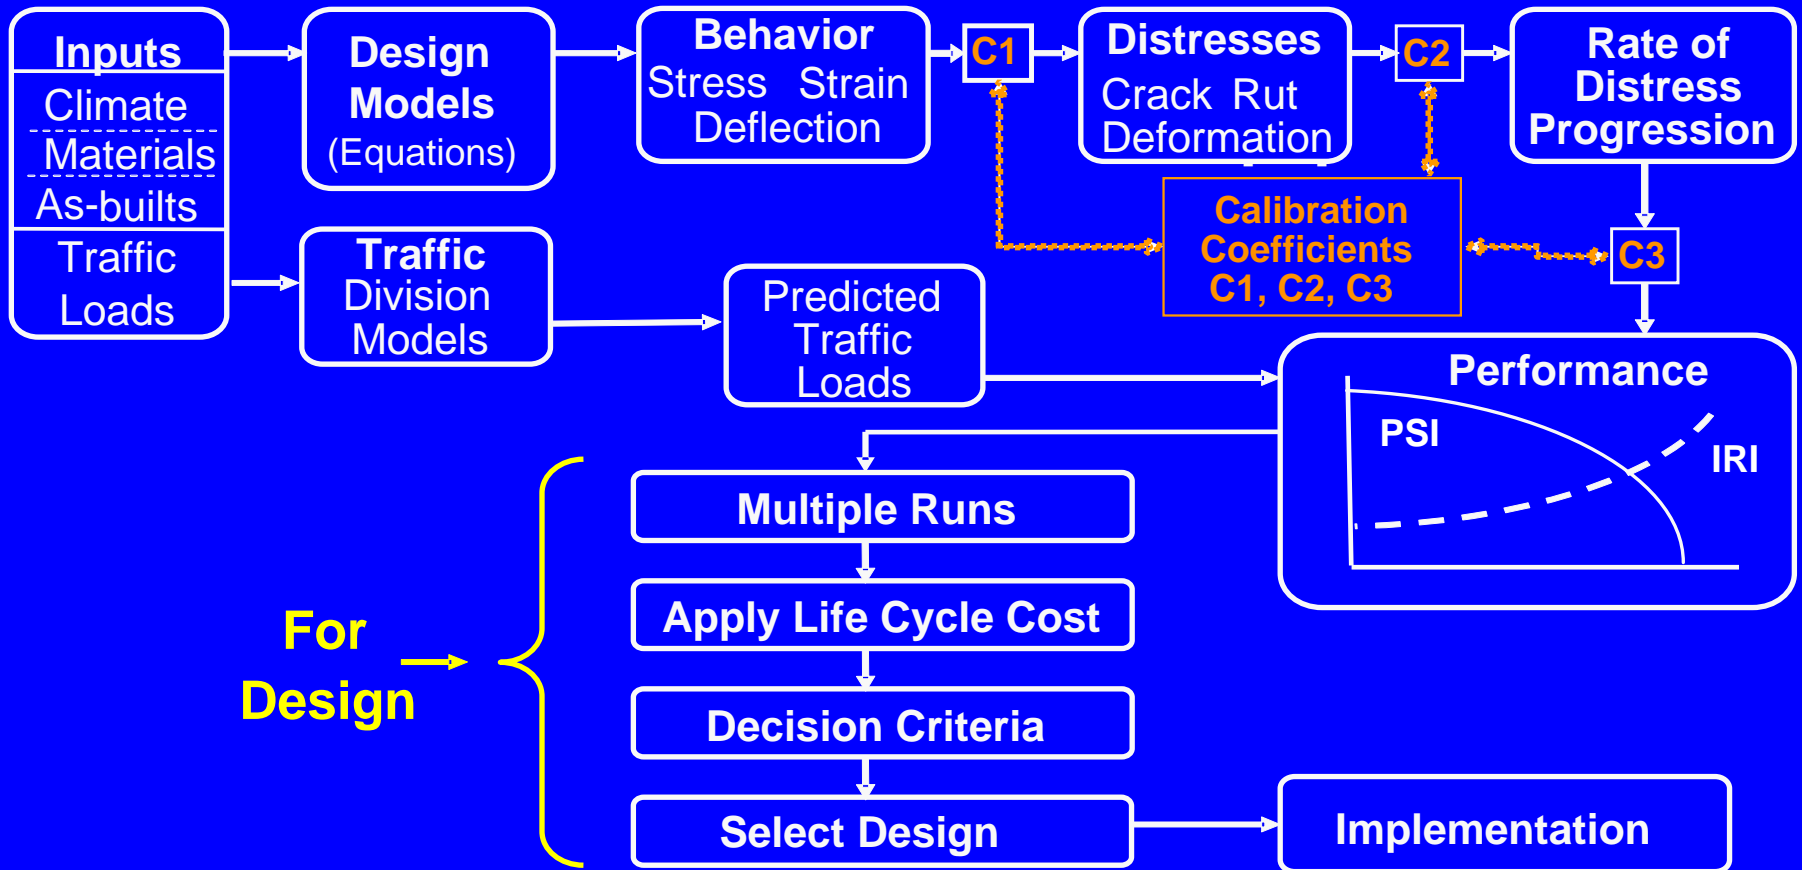 Inputs
Climate
Materials
As-builts
Traffic
Loads
Design
Models
(Equations)
Behavior
Stress Strain
Deflection
C1
Distresses
Crack Rut
Deformation
C2
Rate of
Distress
Progression
Calibration
Coefficients
C1, C2, C3
C3
Traffic
Division
Models
Predicted
Traffic
Loads
Performance
PSI
IRI
Multiple Runs
Apply Life Cycle Cost
For
Design
Decision Criteria
Select Design
Implementation